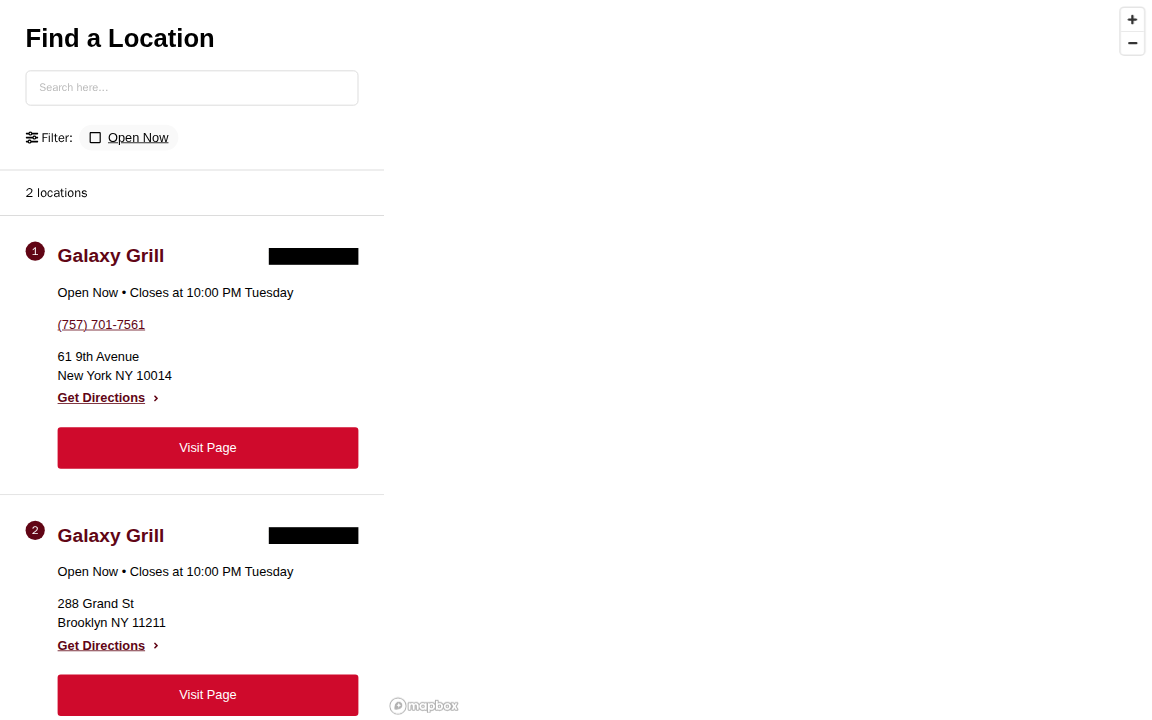 Find a Location
Search here...
Filter:
Open Now
2 locations
1
Galaxy Grill
Open Now • Closes at 10:00 PM Tuesday
(757) 701-7561
61 9th Avenue
New York NY 10014
Get Directions
Visit Page
2
Galaxy Grill
Open Now • Closes at 10:00 PM Tuesday
288 Grand St
Brooklyn NY 11211
Get Directions
Visit Page
mapbox